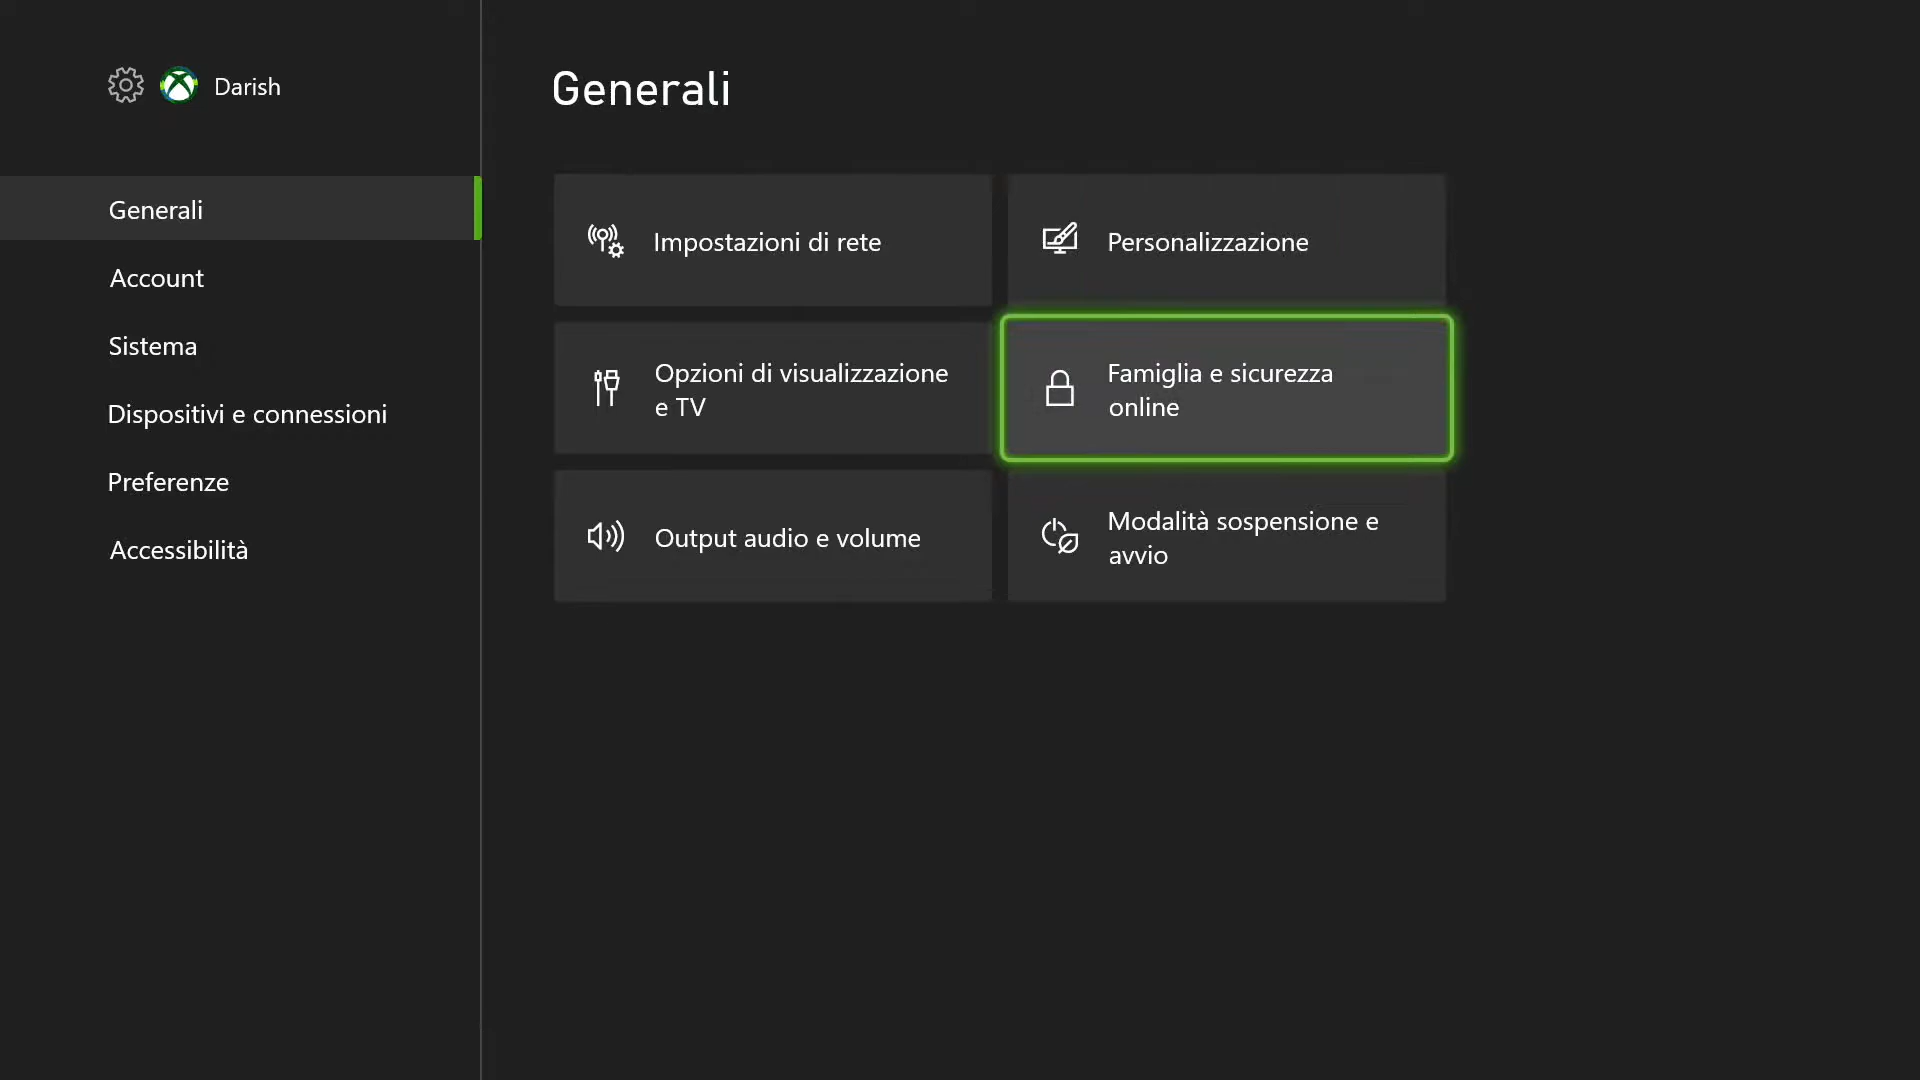 Darish
Generali
Account
Sistema
Dispositivi e connessioni
Preferenze
Accessibilità
Generali
Impostazioni di rete
Personalizzazione
Opzioni di visualizzazione
e TV
Famiglia e sicurezza
online
Output audio e volume
Modalità sospensione e
avvio